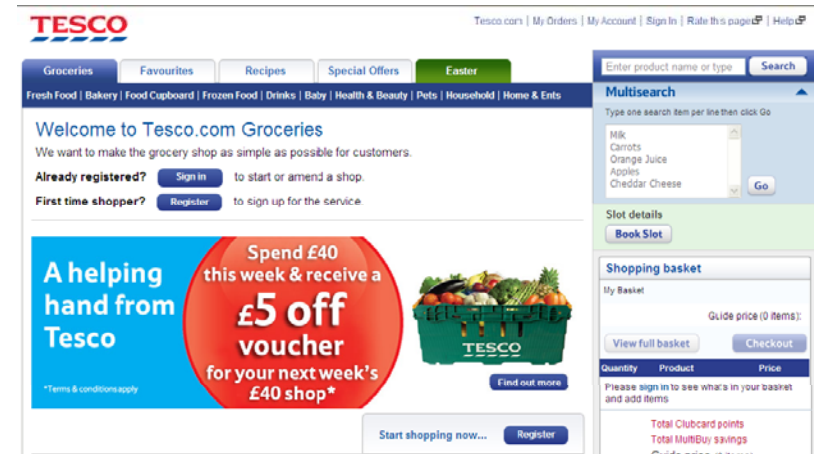 TESCO
Tesco.com | My Orders | My Account | Sign In | Rate this page | Help
Groceries Favourites Recipes Special Offers Easter
Fresh Food | Bakery | Food Cupboard | Frozen Food | Drinks | Baby | Health & Beauty | Pets | Household | Home & Ents
Welcome to Tesco.com Groceries
We want to make the grocery shop as simple as possible for customers.
Already registered? Sign in to start or amend a shop.
First time shopper? Register to sign up for the service.
A helping
hand from
Tesco
*Terms & conditions apply
Spend £40
this week & receive a
£5 off
voucher
for your next week's
£40 shop*
TESCO
Find out more
Start shopping now... Register
Enter product name or type Search
Multisearch
Type one search item per line then click Go
Milk
Carrots
Orange Juice
Apples
Cheddar Cheese
Go
Slot details
Book Slot
Shopping basket
My Basket
Guide price (0 items):
View full basket Checkout
Quantity Product Price
Please sign in to see what's in your basket
and add items
Total Clubcard points
Total MultiBuy savings
Guide price